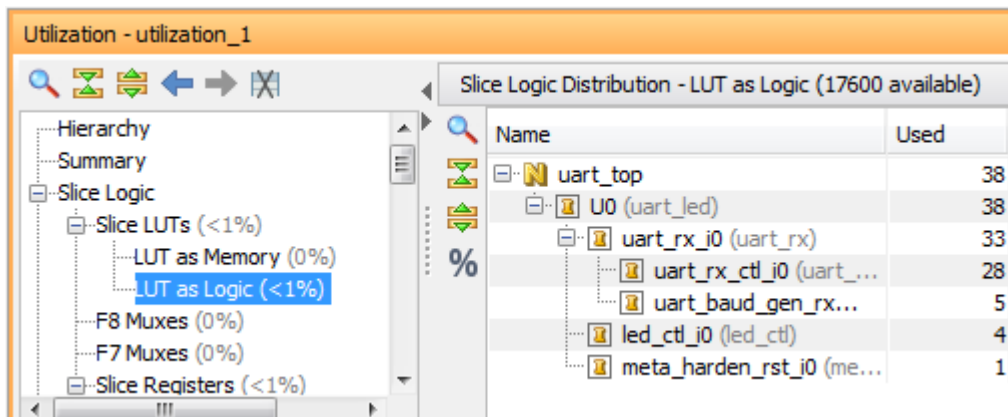 Utilization - utilization_1
Slice Logic Distribution - LUT as Logic (17600 available)
Hierarchy
Summary
Slice Logic
Slice LUTs (<1%)
LUT as Memory (0%)
LUT as Logic (<1%)
F8 Muxes (0%)
F7 Muxes (0%)
Slice Registers (<1%)
%
Name Used
N uart_top 38
U0 (uart_led) 38
uart_rx_i0 (uart_rx) 33
uart_rx_ctl_i0 (uart_... 28
uart_baud_gen_rx... 5
led_ctl_i0 (led_ctl) 4
meta_harden_rst_i0 (me... 1